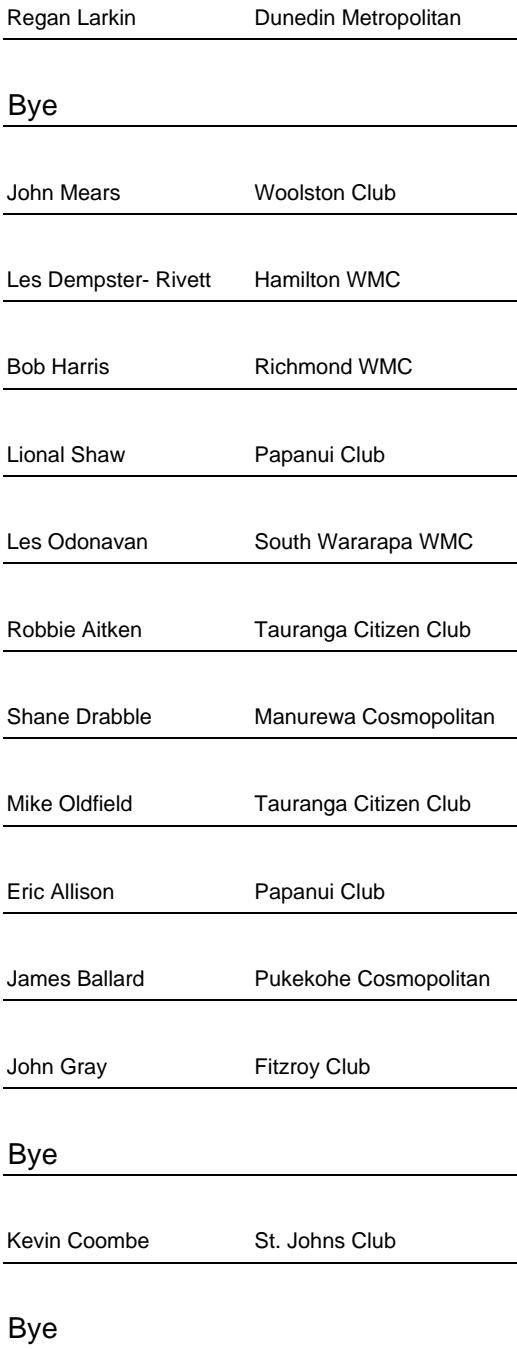 Regan Larkin Dunedin Metropolitan
Bye
John Mears Woolston Club
Les Dempster- Rivett Hamilton WMC
Bob Harris Richmond WMC
Lional Shaw Papanui Club
Les Odonavan South Wararapa WMC
Robbie Aitken Tauranga Citizen Club
Shane Drabble Manurewa Cosmopolitan
Mike Oldfield Tauranga Citizen Club
Eric Allison Papanui Club
James Ballard Pukekohe Cosmopolitan
John Gray Fitzroy Club
Bye
Kevin Coombe St. Johns Club
Bye